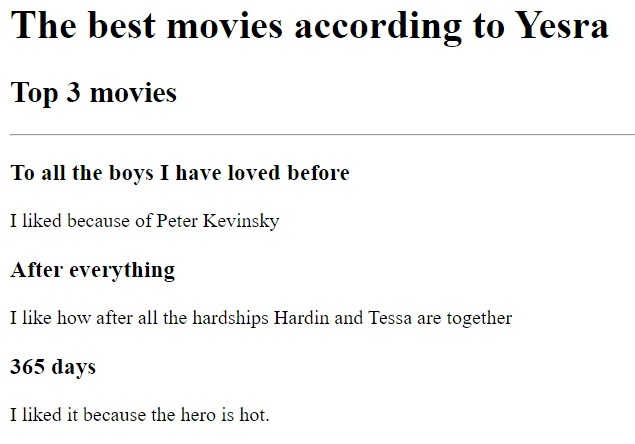 The best movies according to Yesra
Top 3 movies
To all the boys I have loved before
I liked because of Peter Kevinsky
After everything
I like how after all the hardships Hardin and Tessa are together
365 days
I liked it because the hero is hot.